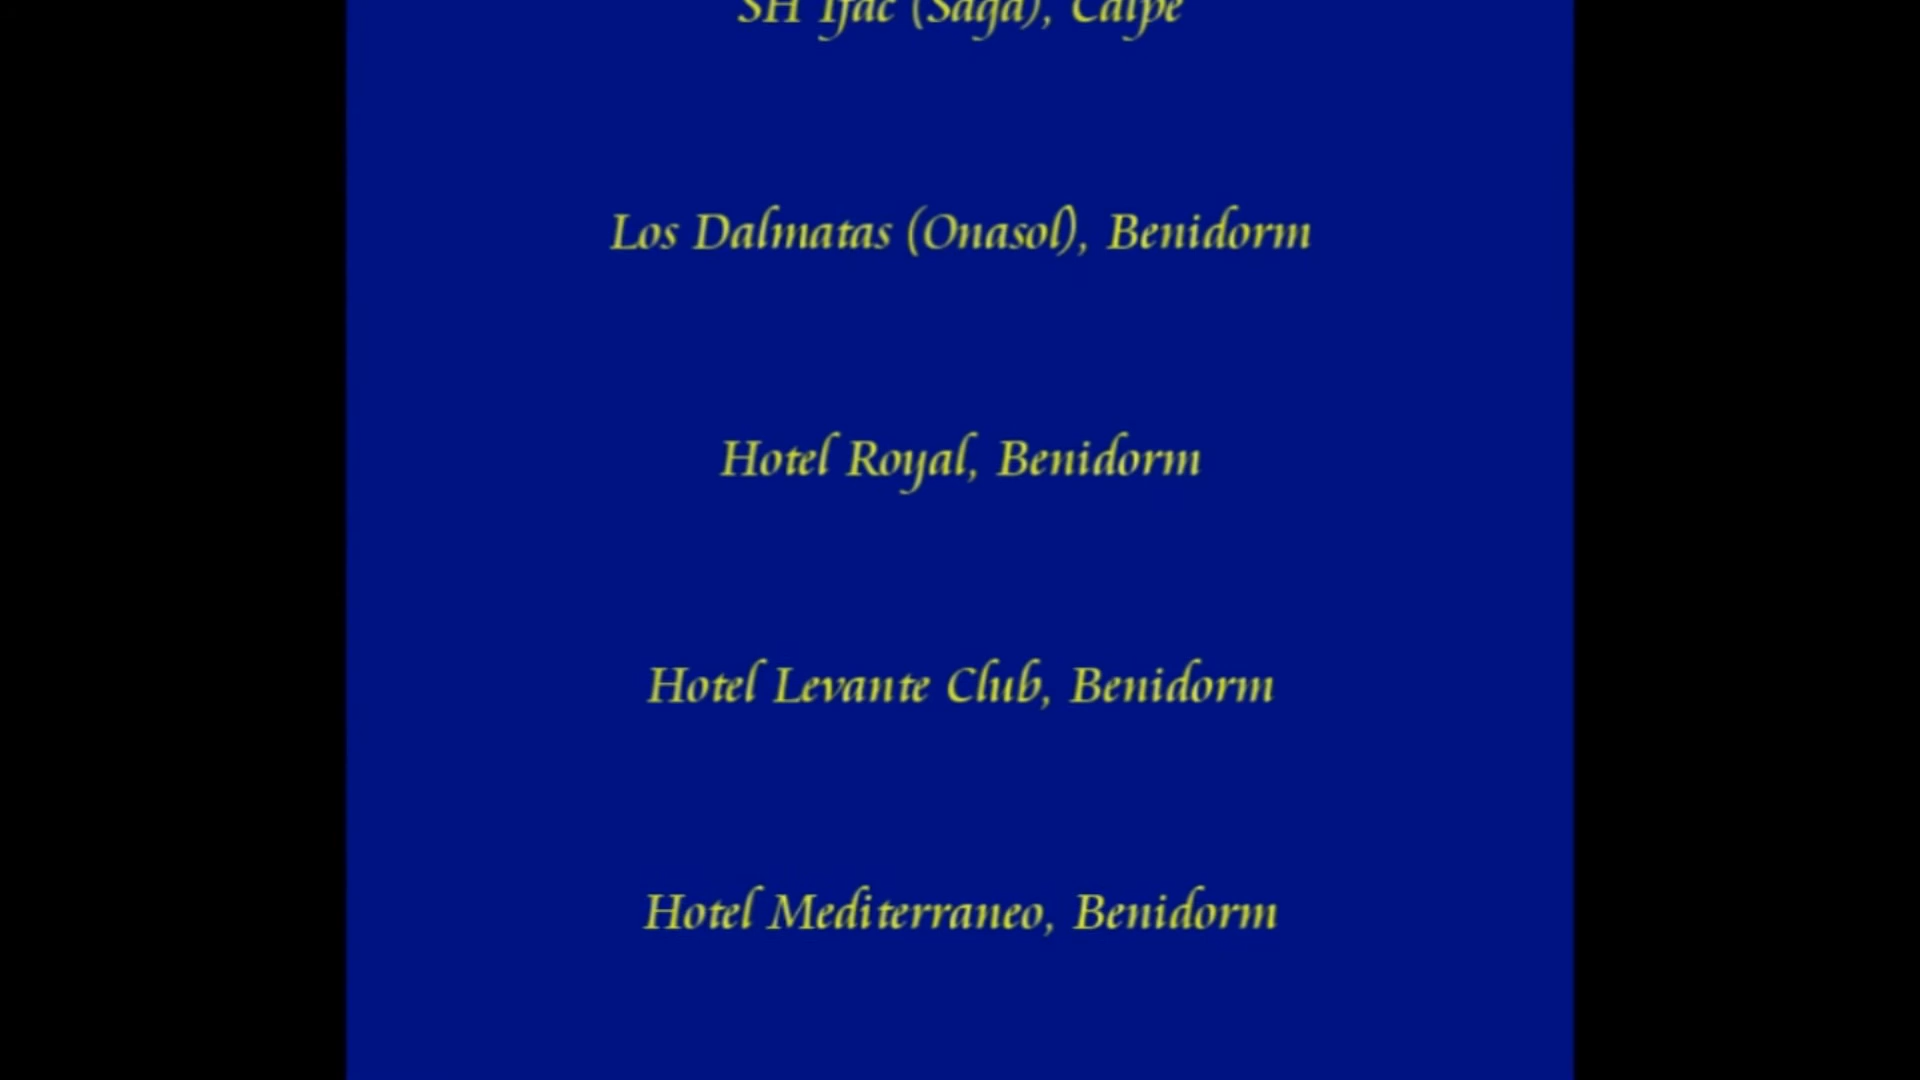 SH Ifac (Saga), Calpe
Los Dalmatas (Onasol), Benidorm
Hotel Royal, Benidorm
Hotel Levante Club, Benidorm
Hotel Mediterraneo, Benidorm